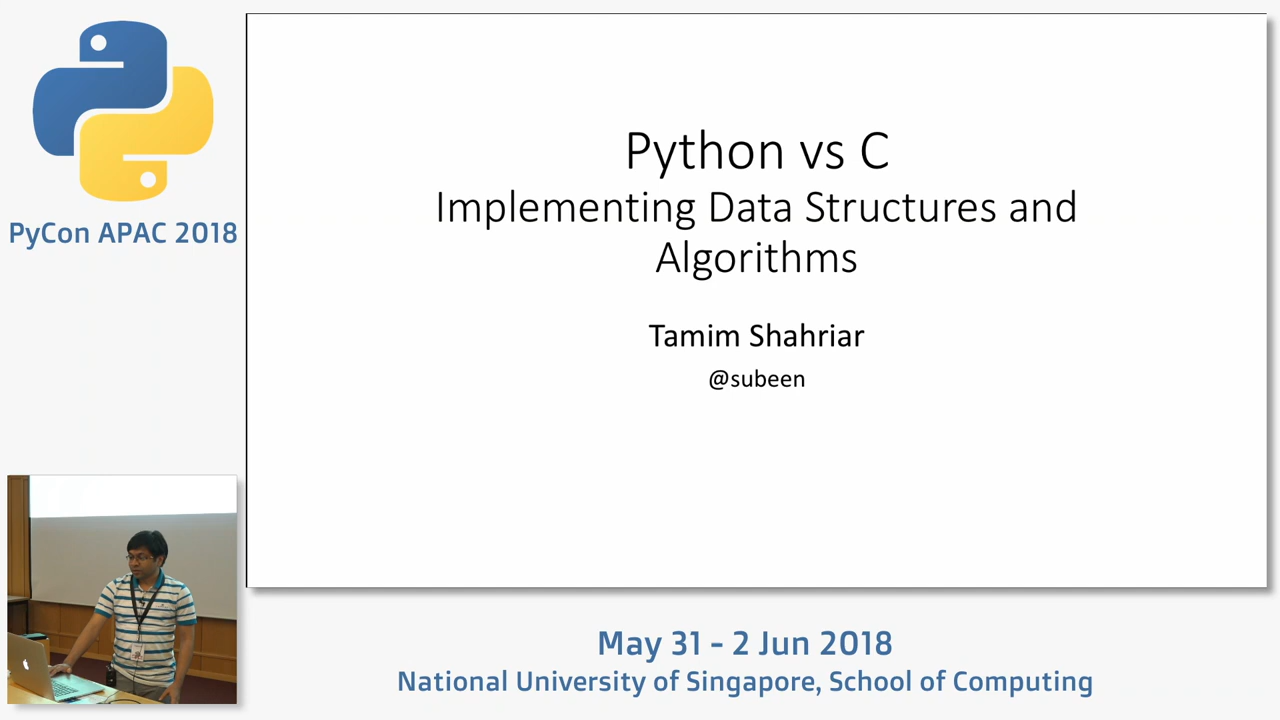 PyCon APAC 2018
Python vs C
Implementing Data Structures and
Algorithms
Tamim Shahriar
@subeen
May 31 - 2 Jun 2018
National University of Singapore, School of Computing